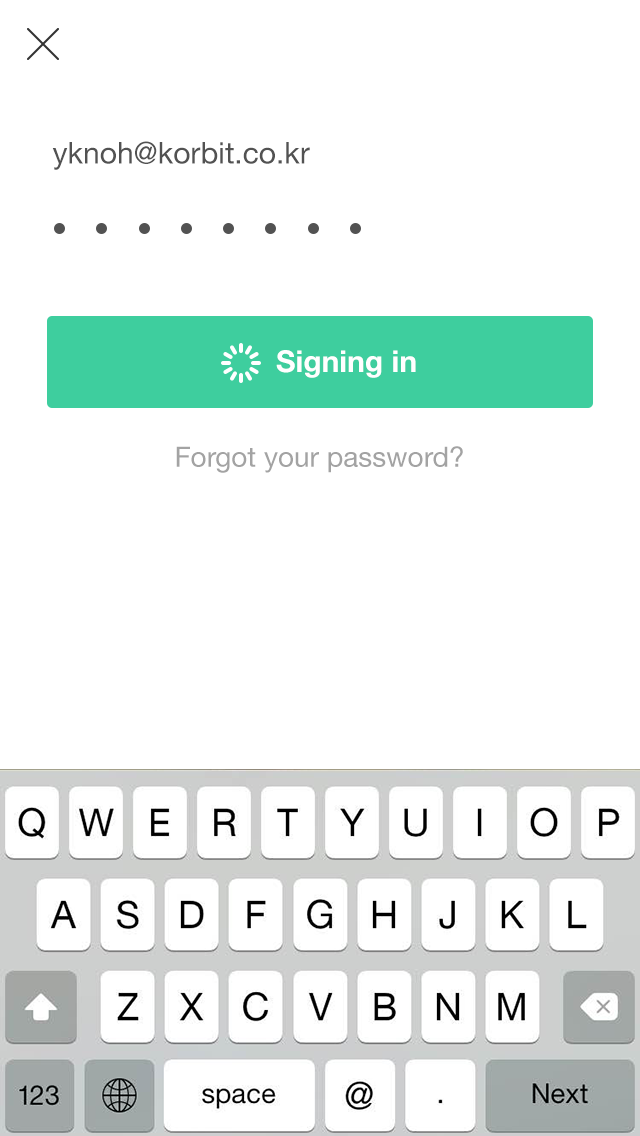 yknoh@korbit.co.kr
••••••••
Signing in
Forgot your password?
Q W E R T Y U I O P
A S D F G H J K L
Z X C V B N M
123 space @ . Next